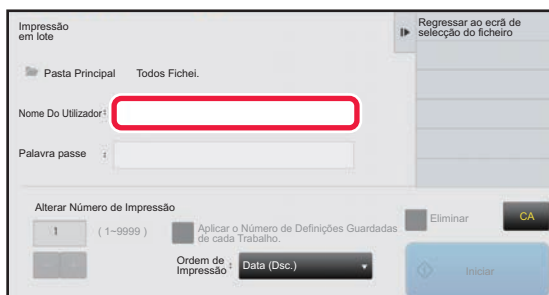 Impressão
em lote
Regressar ao ecrã de
selecção do ficheiro
Pasta Principal Todos Fichei.
Nome Do Utilizador:
Palavra passe :
Alterar Número de Impressão
1 (1~9999)
Aplicar o Número de Definições Guardadas
de cada Trabalho.
Eliminar
CA
Ordem de
Impressão : Data (Dsc.)
Iniciar